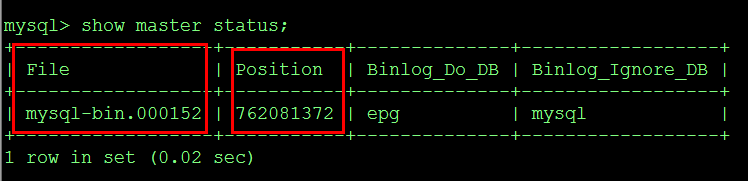 mysql> show master status;
+------------------+-----------+--------------+------------------+
| File | Position | Binlog_Do_DB | Binlog_Ignore_DB |
+------------------+-----------+--------------+------------------+
| mysql-bin.000152 | 762081372 | epg | mysql |
+------------------+-----------+--------------+------------------+
1 row in set (0.02 sec)